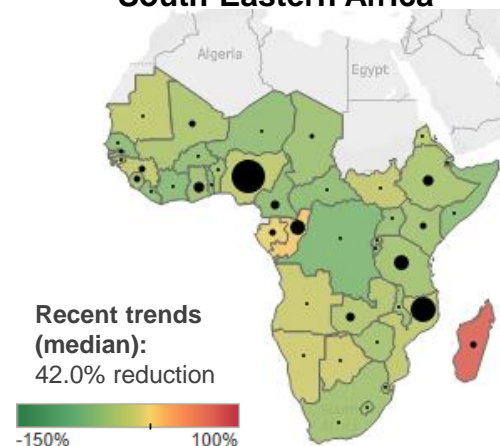 South-Eastern Africa
Algeria
Egypt
Recent trends
(median):
42.0% reduction
-150%
100%